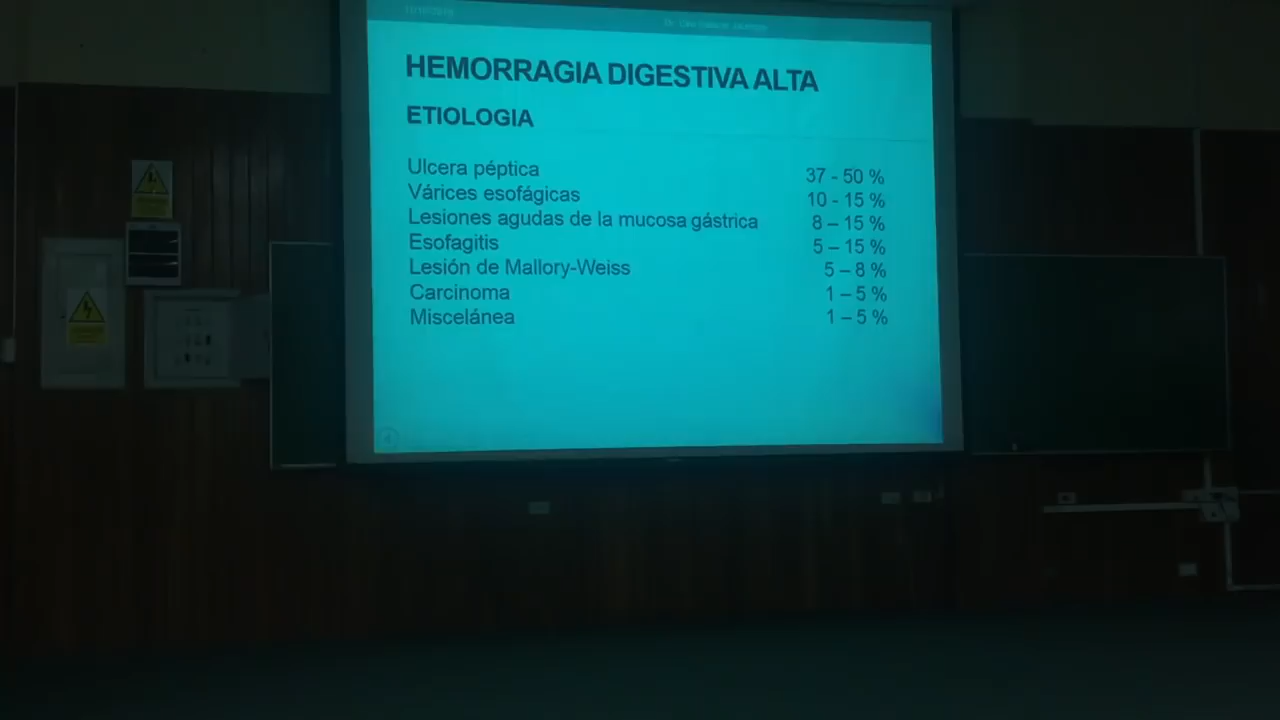 HEMORRAGIA DIGESTIVA ALTA
ETIOLOGIA
Ulcera péptica 37 - 50 %
Várices esofágicas 10 - 15 %
Lesiones agudas de la mucosa gástrica 8 – 15 %
Esofagitis 5 – 15 %
Lesión de Mallory-Weiss 5 – 8 %
Carcinoma 1 – 5 %
Miscelánea 1 – 5 %
4